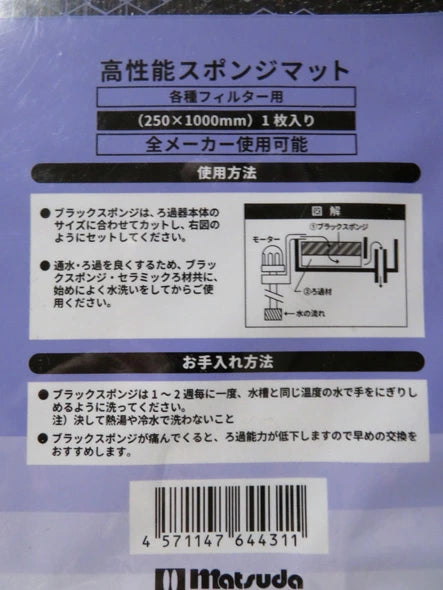 高性能スポンジマット
各種フィルター用
（250×1000mm）1枚入り
全メーカー使用可能
使用方法
● ブラックスポンジは、ろ過器本体の
サイズに合わせてカットし、右図の
ようにセットしてください。
● 通水・ろ過を良くするため、ブラッ
クスポンジ・セラミックろ材共に、
始めによく水洗いをしてからご使
用ください。
図解
①ブラックスポンジ
モーター
②ろ過材
水の流れ
お手入れ方法
● ブラックスポンジは1～2週毎に一度、水槽と同じ温度の水で手をにぎりし
めるように洗ってください。
注）決して熱湯や冷水で洗わないこと
● ブラックスポンジが痛んでくると、ろ過能力が低下しますので早めの交換を
おすすめします。
4 571147 644311
matsuda